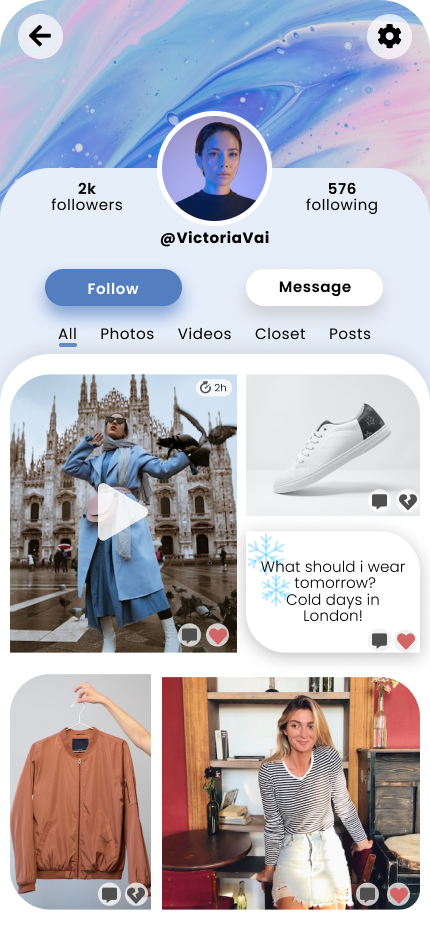 2k
followers
576
following
@VictoriaVai
Follow
Message
All Photos Videos Closet Posts
2h
What should i wear
tomorrow?
Cold days in
London!